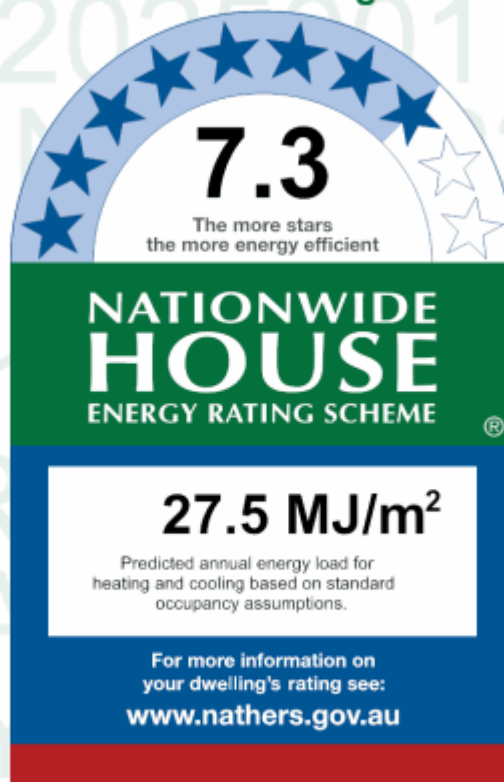 7.3
The more stars
the more energy efficient
NATIONWIDE
HOUSE
ENERGY RATING SCHEME
®
27.5 MJ/m²
Predicted annual energy load for
heating and cooling based on standard
occupancy assumptions.
For more information on
your dwelling's rating see:
www.nathers.gov.au